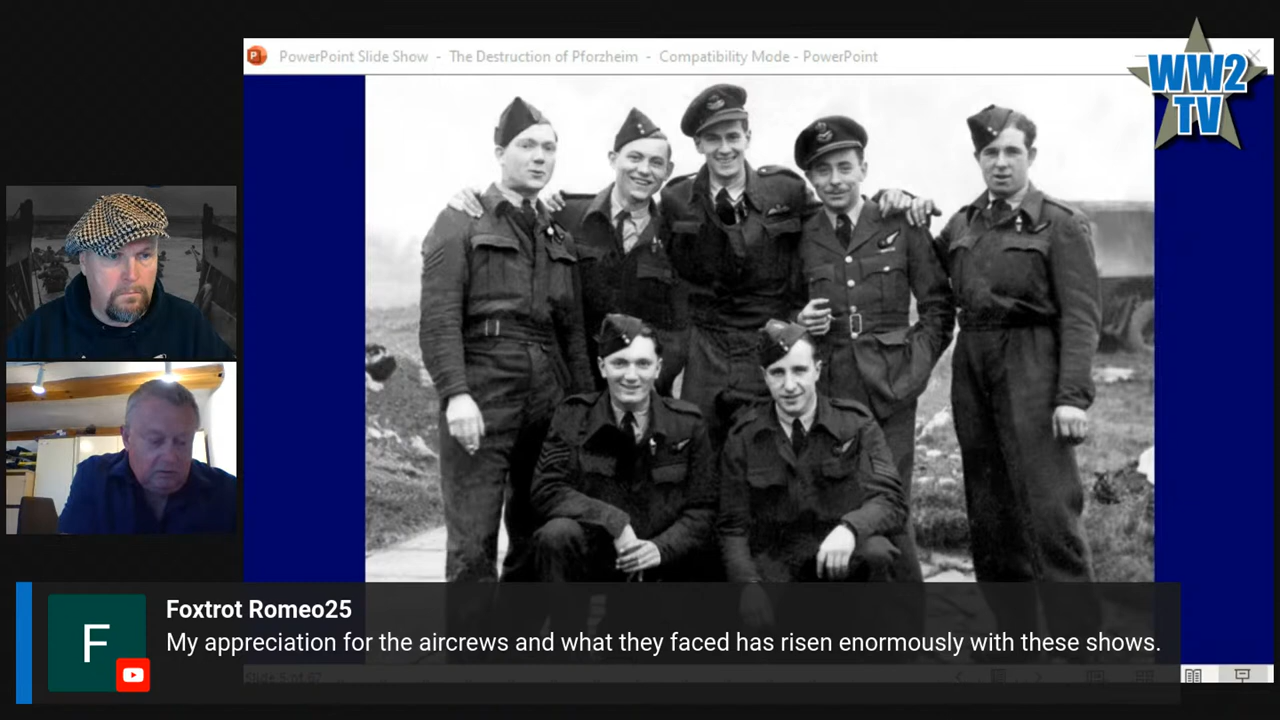 PowerPoint Slide Show - The Destruction of Pforzheim - Compatibility Mode - PowerPoint
WW2
TV
P
F
Foxtrot Romeo25
My appreciation for the aircrews and what they faced has risen enormously with these shows.